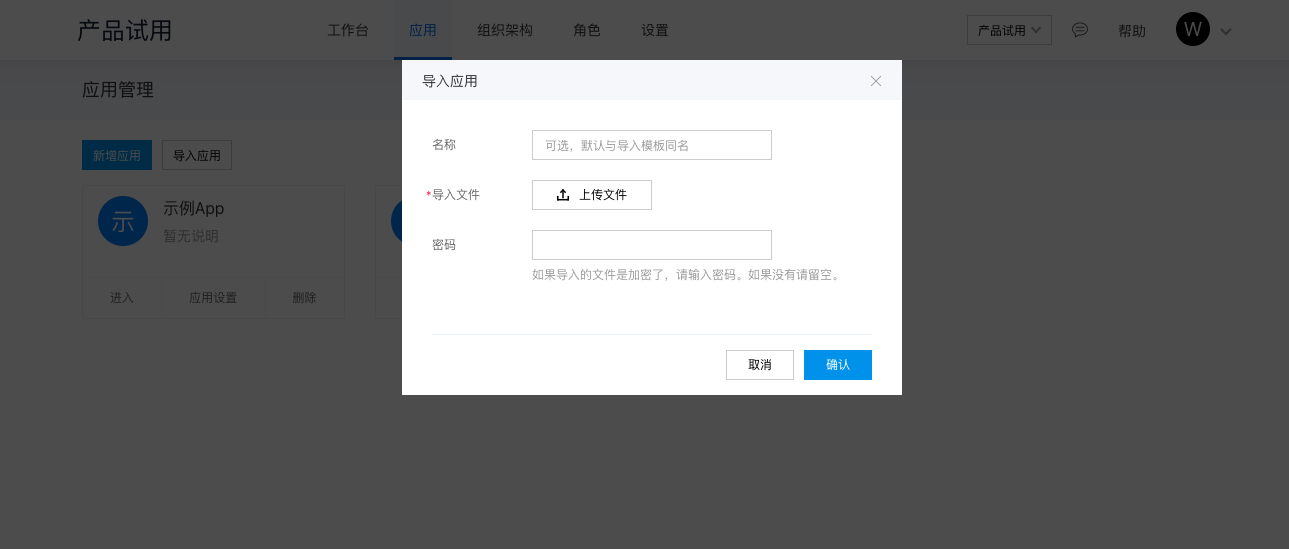 产品试用
工作台 应用 组织架构 角色 设置
产品试用
帮助
W
应用管理
新增应用 导入应用
示
示例App
暂无说明
进入 应用设置 删除
导入应用
名称
可选，默认与导入模板同名
*导入文件
上传文件
密码
如果导入的文件是加密了，请输入密码。如果没有请留空。
取消 确认